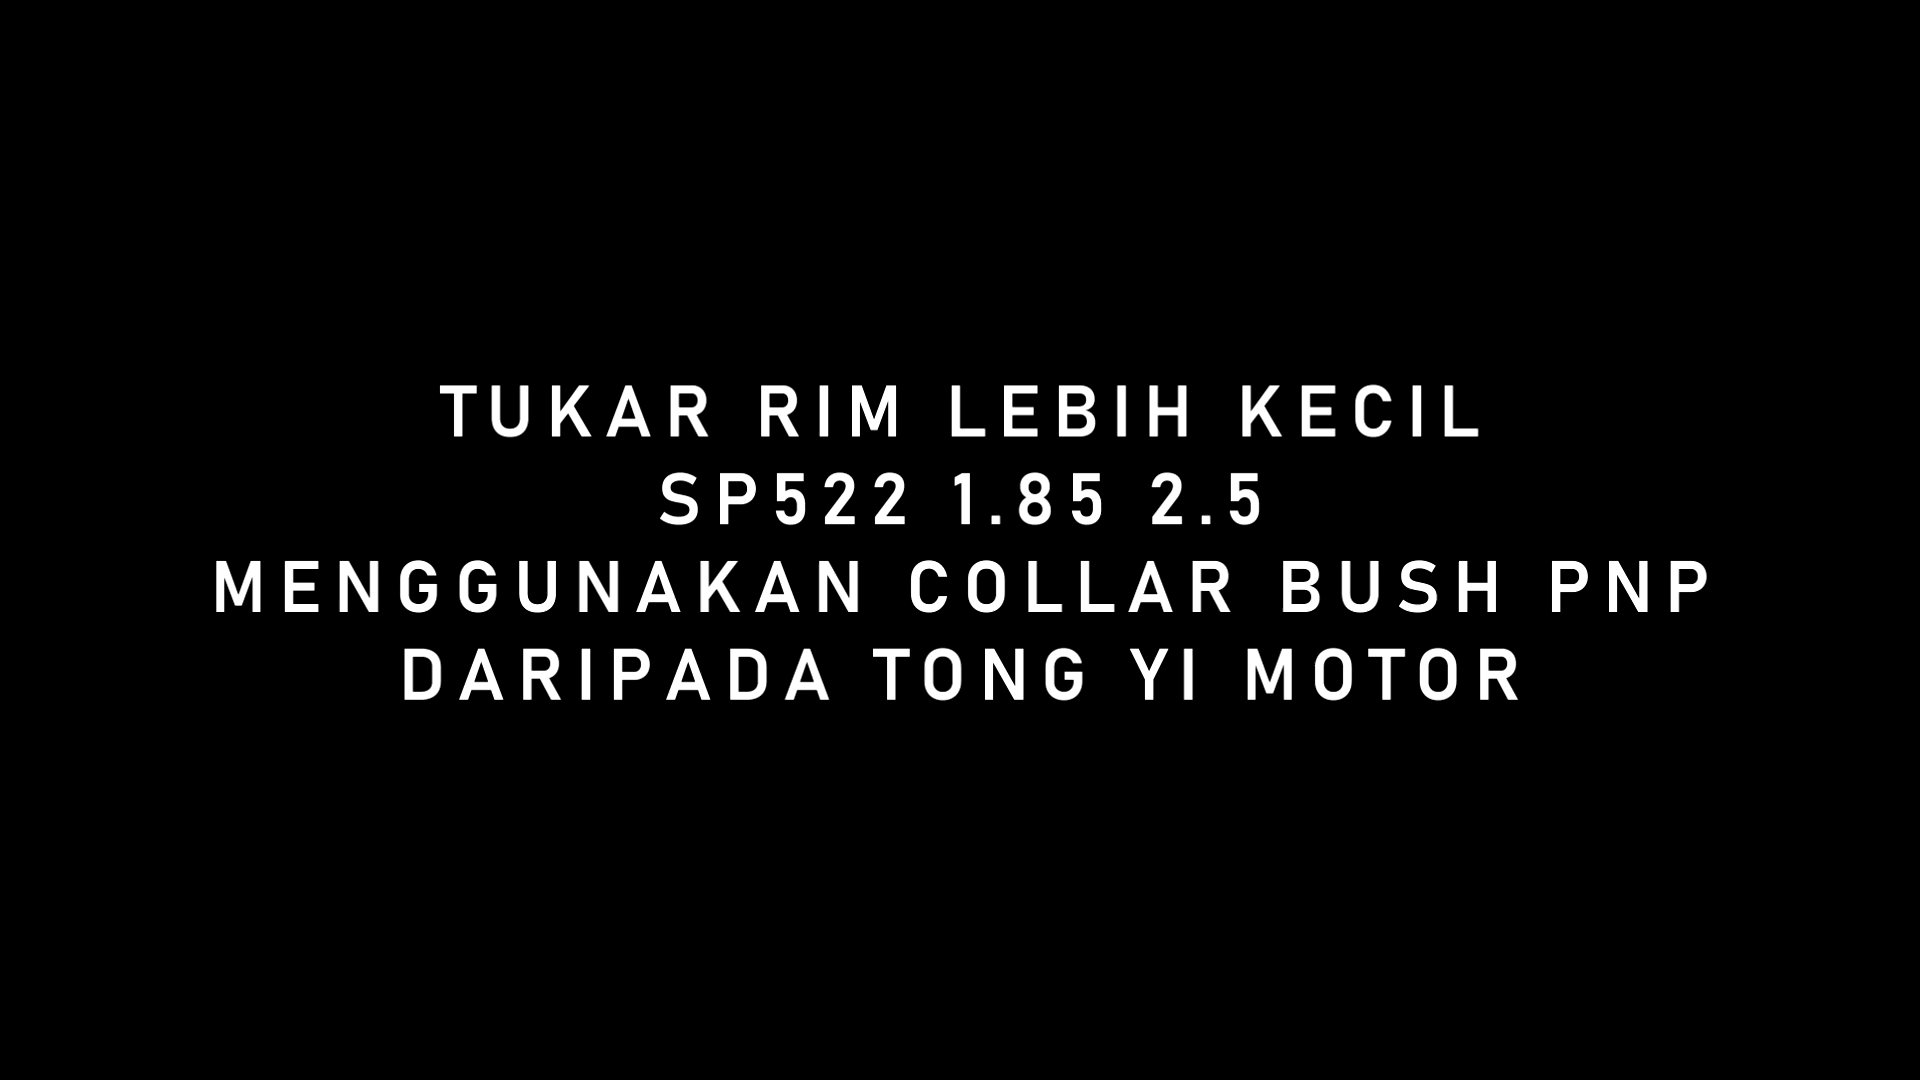 TUKAR RIM LEBIH KECIL
SP522 1.85 2.5
MENGGUNAKAN COLLAR BUSH PNP
DARIPADA TONG YI MOTOR